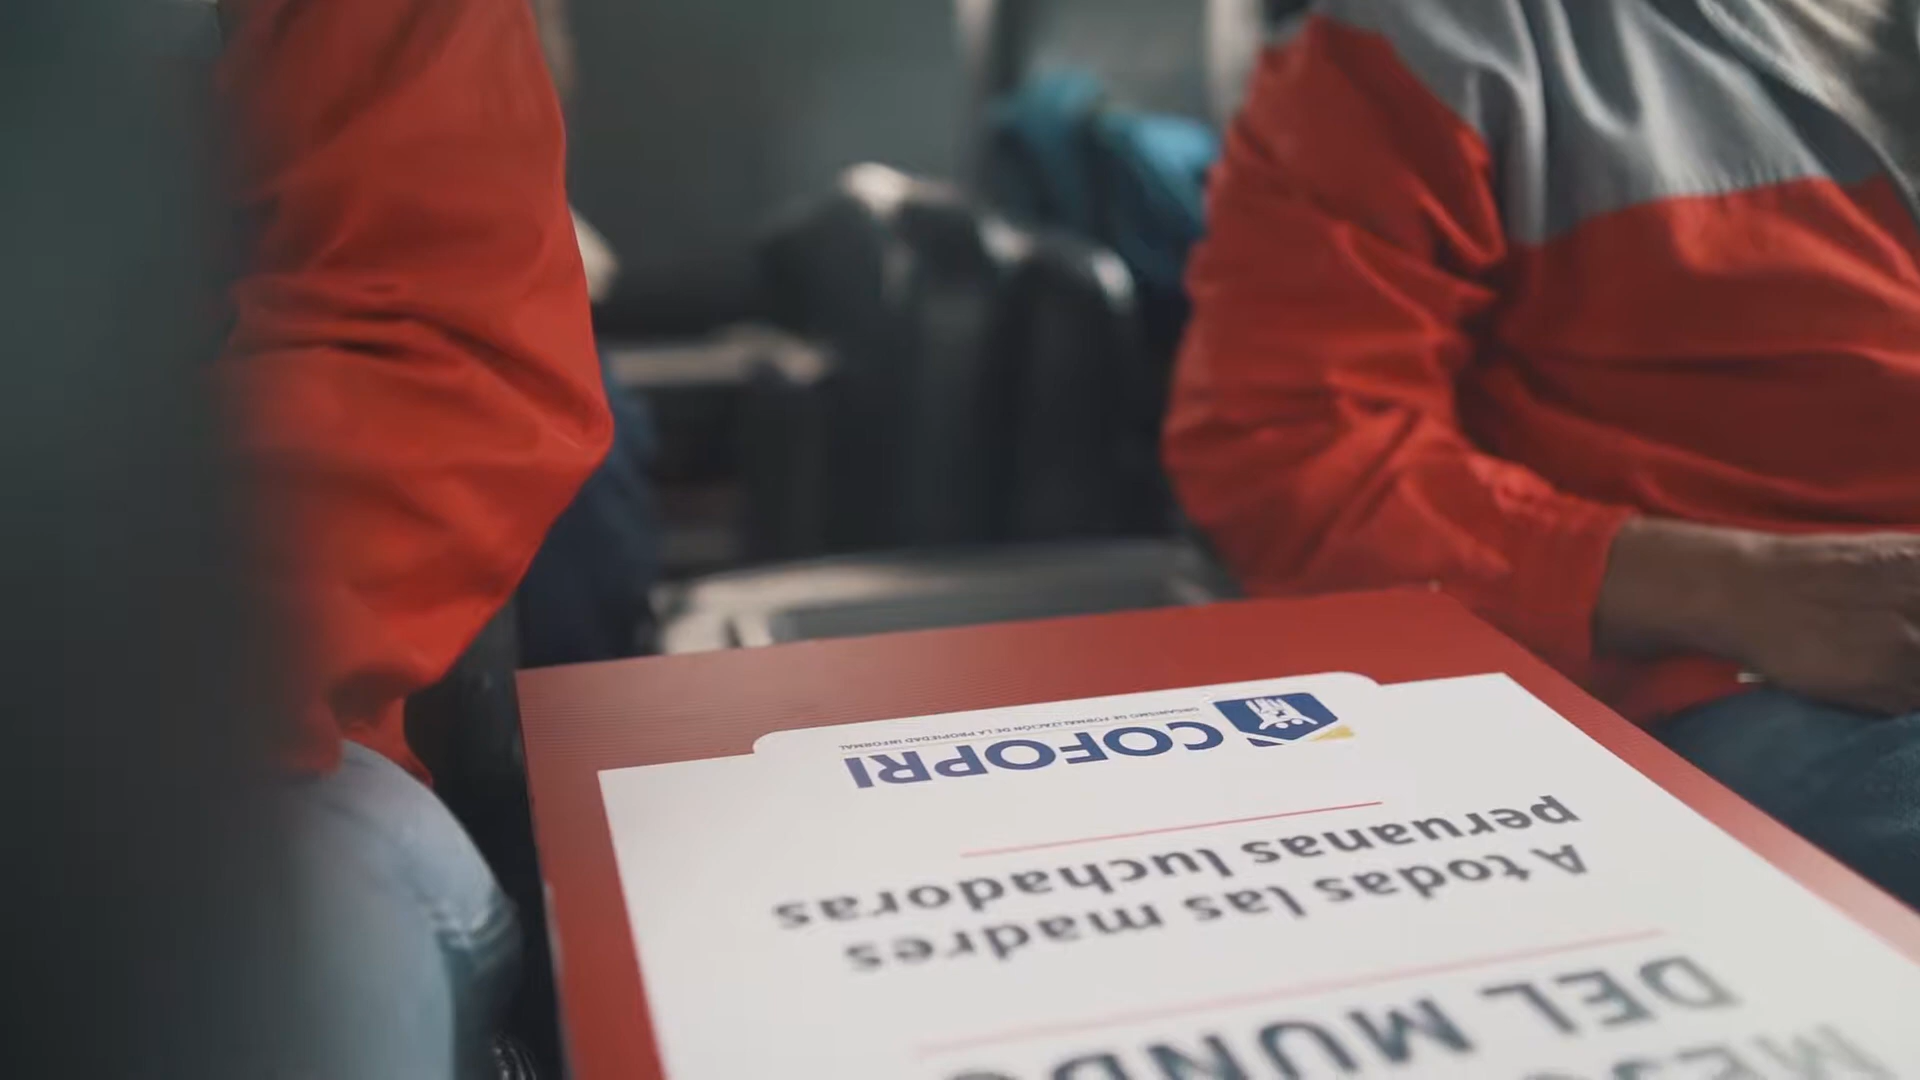 DEL MUNDO
A todas las madres
peruanas luchadoras
COFOPRI
ORGANISMO DE FORMALIZACIÓN DE LA PROPIEDAD INFORMAL